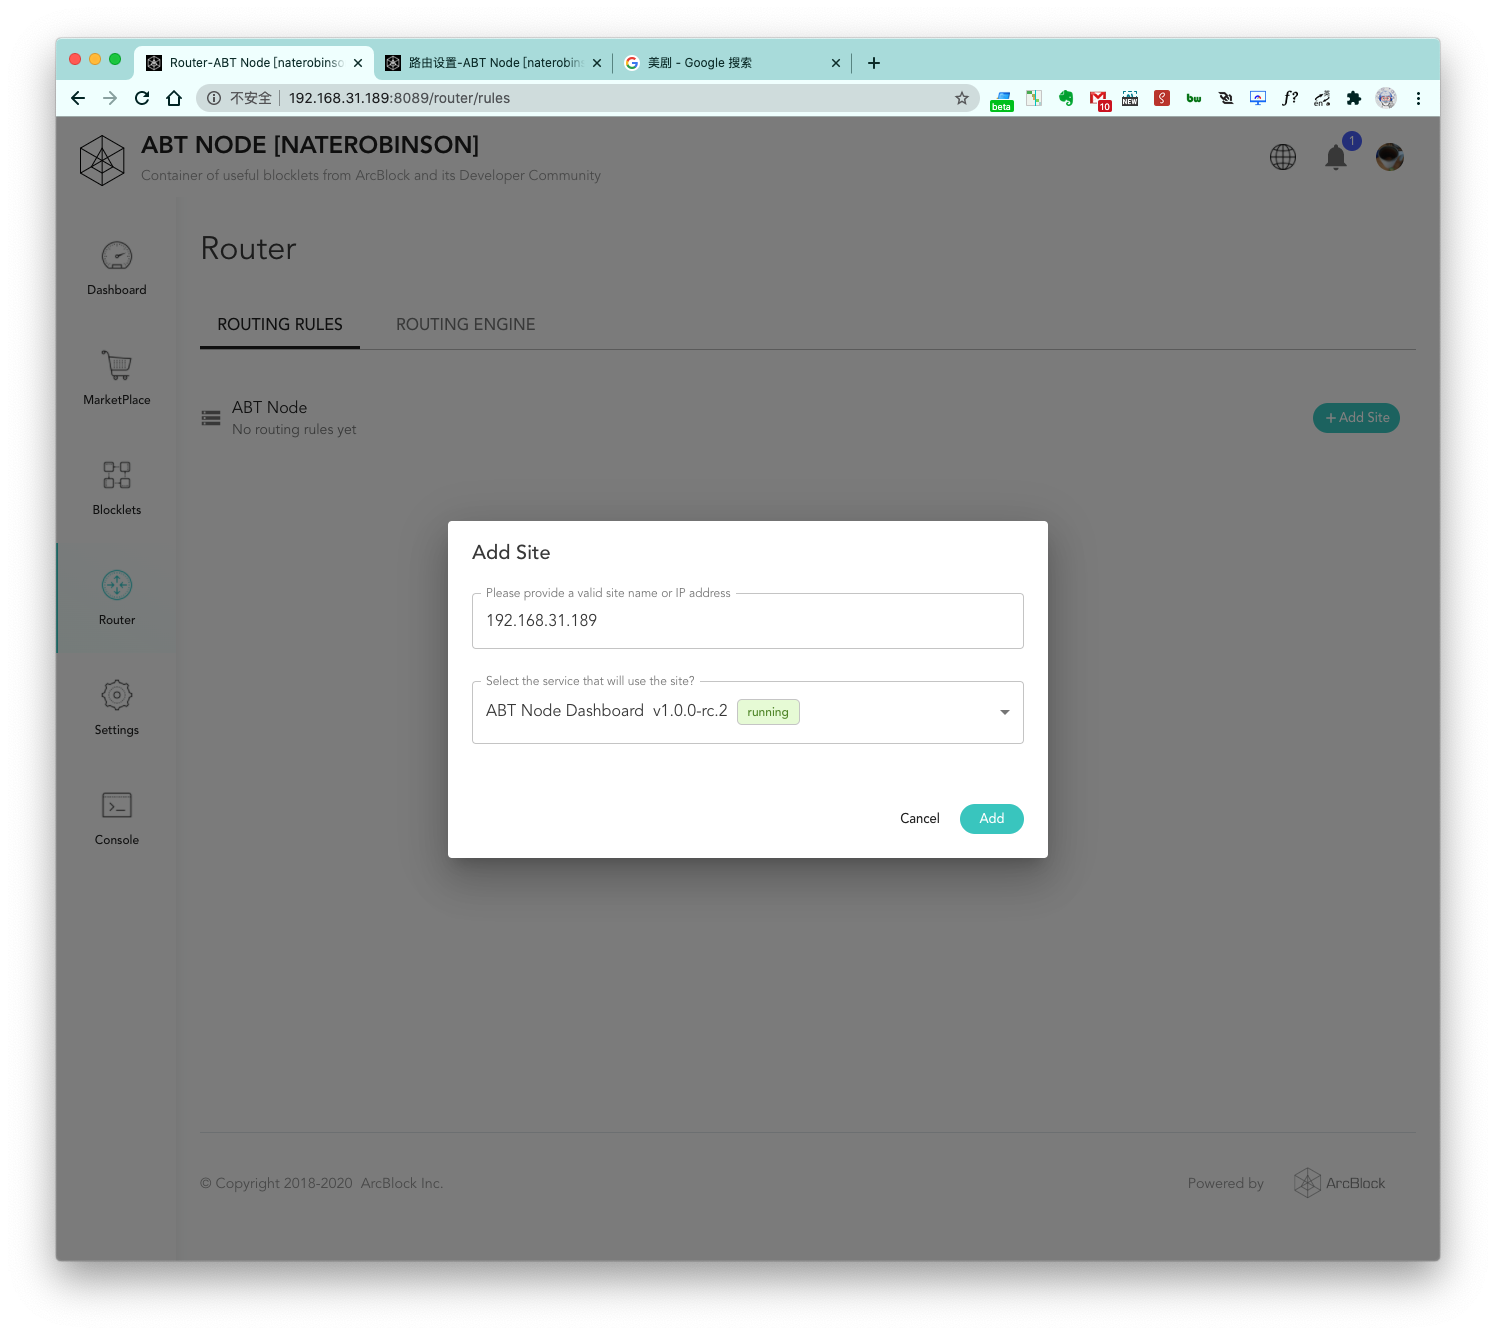 Router-ABT Node [naterobinso
路由设置-ABT Node [naterobin
美剧 - Google 搜索
不安全
192.168.31.189:8089/router/rules
beta
10
NEW
bw
f?
en
英
ABT NODE [NATEROBINSON]
Container of useful blocklets from ArcBlock and its Developer Community
1
Dashboard
MarketPlace
Blocklets
Router
Settings
Console
Router
ROUTING RULES
ROUTING ENGINE
ABT Node
No routing rules yet
+ Add Site
Add Site
Please provide a valid site name or IP address
192.168.31.189
Select the service that will use the site?
ABT Node Dashboard v1.0.0-rc.2 running
Cancel
Add
© Copyright 2018-2020 ArcBlock Inc.
Powered by
ArcBlock